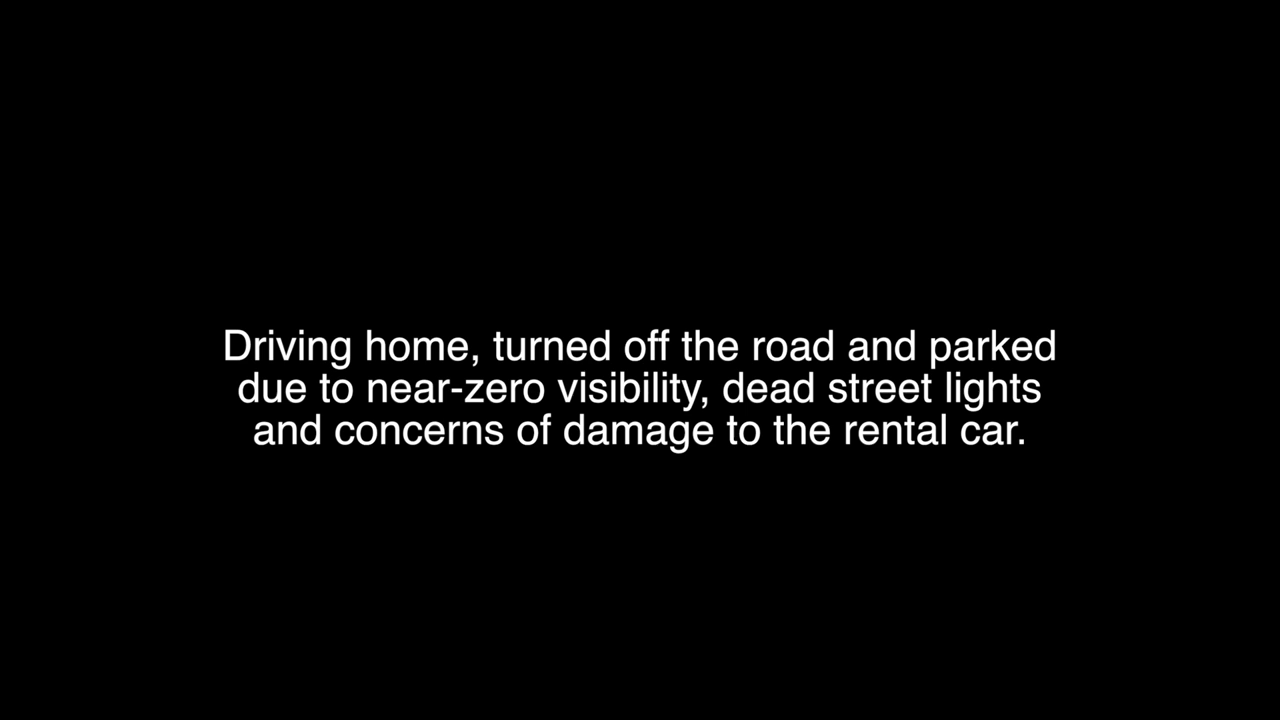 Driving home, turned off the road and parked
due to near-zero visibility, dead street lights
and concerns of damage to the rental car.